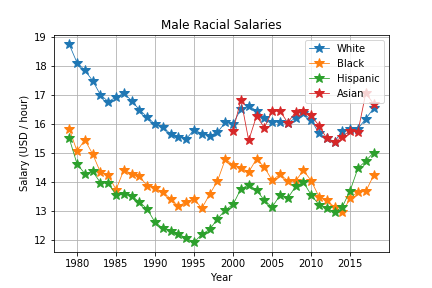 Male Racial Salaries
Salary (USD / hour)
19
18
17
16
15
14
13
12
White
Black
Hispanic
Asian
1980
1985
1990
1995
2000
2005
2010
2015
Year